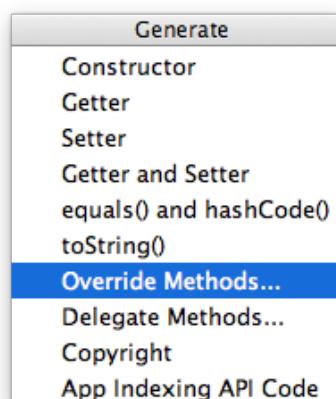 Generate
Constructor
Getter
Setter
Getter and Setter
equals() and hashCode()
toString()
Override Methods...
Delegate Methods...
Copyright
App Indexing API Code